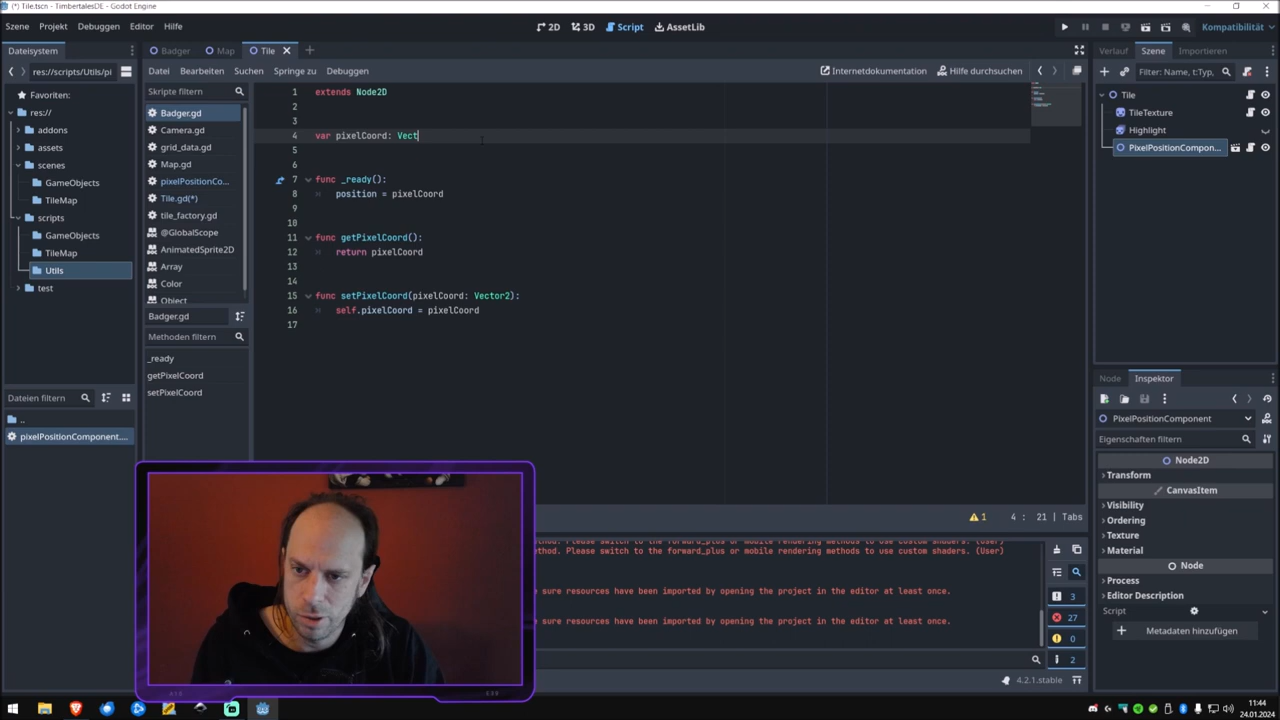 (*) Tile.tscn - TimbertalesDE - Godot Engine
Szene Projekt Debuggen Editor Hilfe
2D 3D Script AssetLib
Kompatibilität
Dateisystem
Badger Map Tile
Verlauf Szene Importieren
res://scripts/Utils/pi
Datei Bearbeiten Suchen Springe zu Debuggen
Internetdokumentation Hilfe durchsuchen
Filter: Name, t:Typ,
Favoriten:
res://
addons
assets
scenes
GameObjects
TileMap
scripts
GameObjects
TileMap
Utils
test
Skripte filtern
Badger.gd
Camera.gd
grid_data.gd
Map.gd
pixelPositionCo...
Tile.gd(*)
tile_factory.gd
@GlobalScope
AnimatedSprite2D
Array
Color
Object
Badger.gd
Methoden filtern
_ready
getPixelCoord
setPixelCoord
1 extends Node2D
2
3
4 var pixelCoord: Vect
5
6
7 func _ready():
8 position = pixelCoord
9
10
11 func getPixelCoord():
12 return pixelCoord
13
14
15 func setPixelCoord(pixelCoord: Vector2):
16 self.pixelCoord = pixelCoord
17
Tile
TileTexture
Highlight
PixelPositionCompon...
Node Inspektor
PixelPositionComponent
Eigenschaften filtern
Node2D
Transform
CanvasItem
Visibility
Ordering
Texture
Material
Node
Process
Editor Description
Script
Metadaten hinzufügen
Dateien filtern
..
pixelPositionComponent....
1 4 : 21 | Tabs
ethod. Please switch to the forward_plus or mobile rendering methods to use custom shaders. (User)
sure resources have been imported by opening the project in the editor at least once.
sure resources have been imported by opening the project in the editor at least once.
3
27
0
2
4.2.1.stable
11:44
24.01.2024